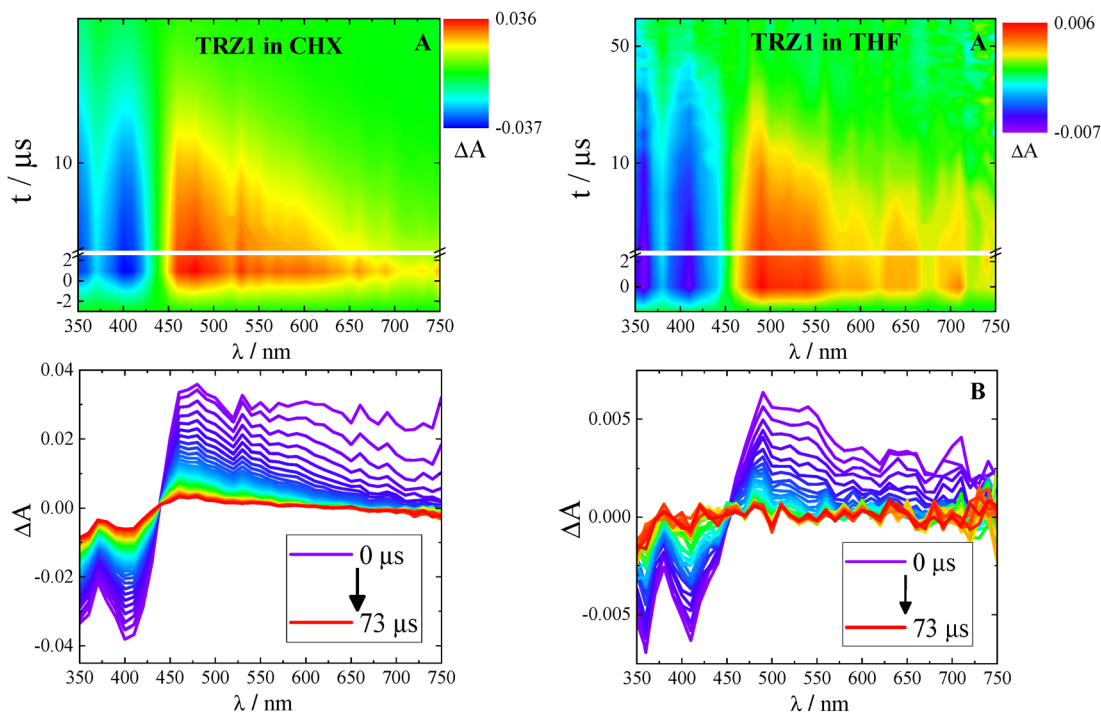 TRZ1 in CHX
A
0.036
-0.037
ΔA
t / µs
10
2
0
-2
350 400 450 500 550 600 650 700 750
λ / nm
TRZ1 in THF
A
0.006
-0.007
ΔA
t / µs
50
10
2
0
350 400 450 500 550 600 650 700 750
λ / nm
0.04
0.02
0.00
-0.02
-0.04
ΔA
0 µs
73 µs
350 400 450 500 550 600 650 700 750
λ / nm
B
0.005
0.000
-0.005
ΔA
0 µs
73 µs
350 400 450 500 550 600 650 700 750
λ / nm